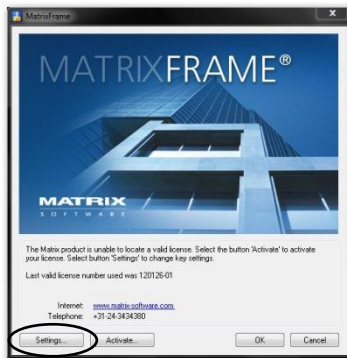 MatrixFrame
MATRIXFRAME®
MATRIX
SOFTWARE
The Matrix product is unable to locate a valid license. Select the button 'Activate' to activate
your license. Select button 'Settings' to change key settings.
Last valid license number used was 120126-01
Internet: www.matrix-software.com
Telephone: +31-24-3434380
Settings... Activate... OK Cancel